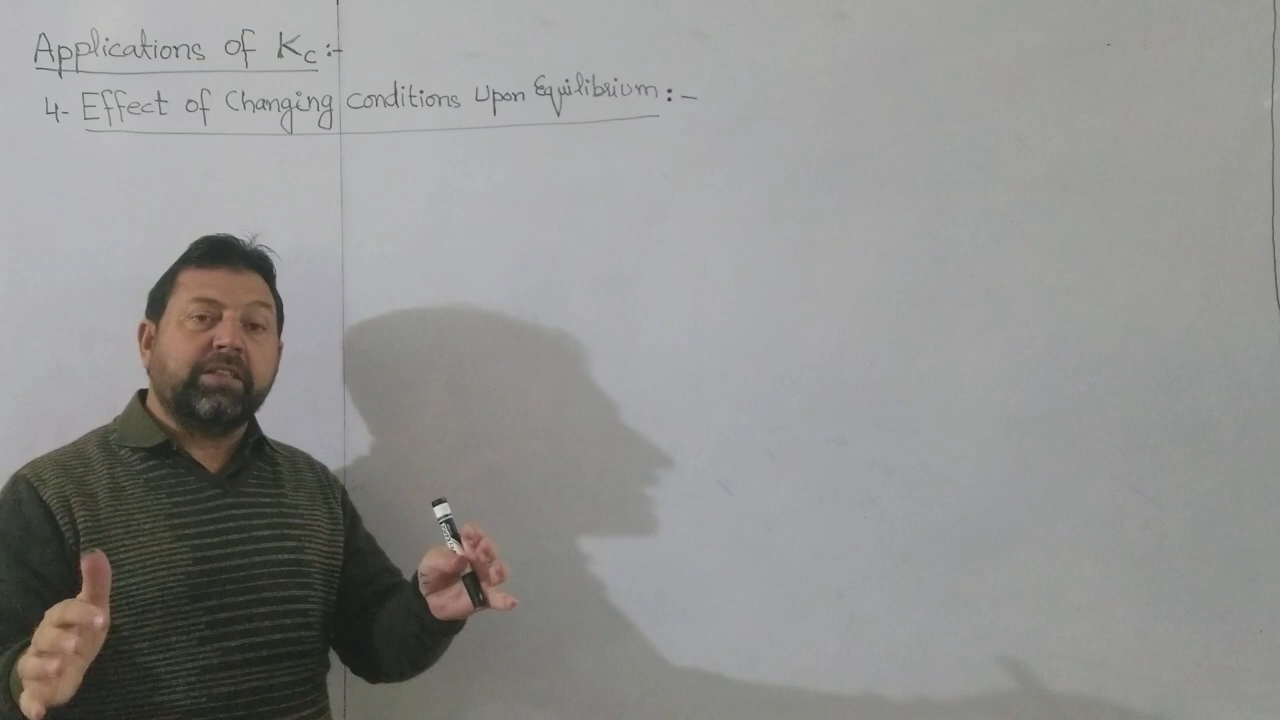 Applications of Kc:-
4- Effect of Changing conditions Upon Equilibrium:-